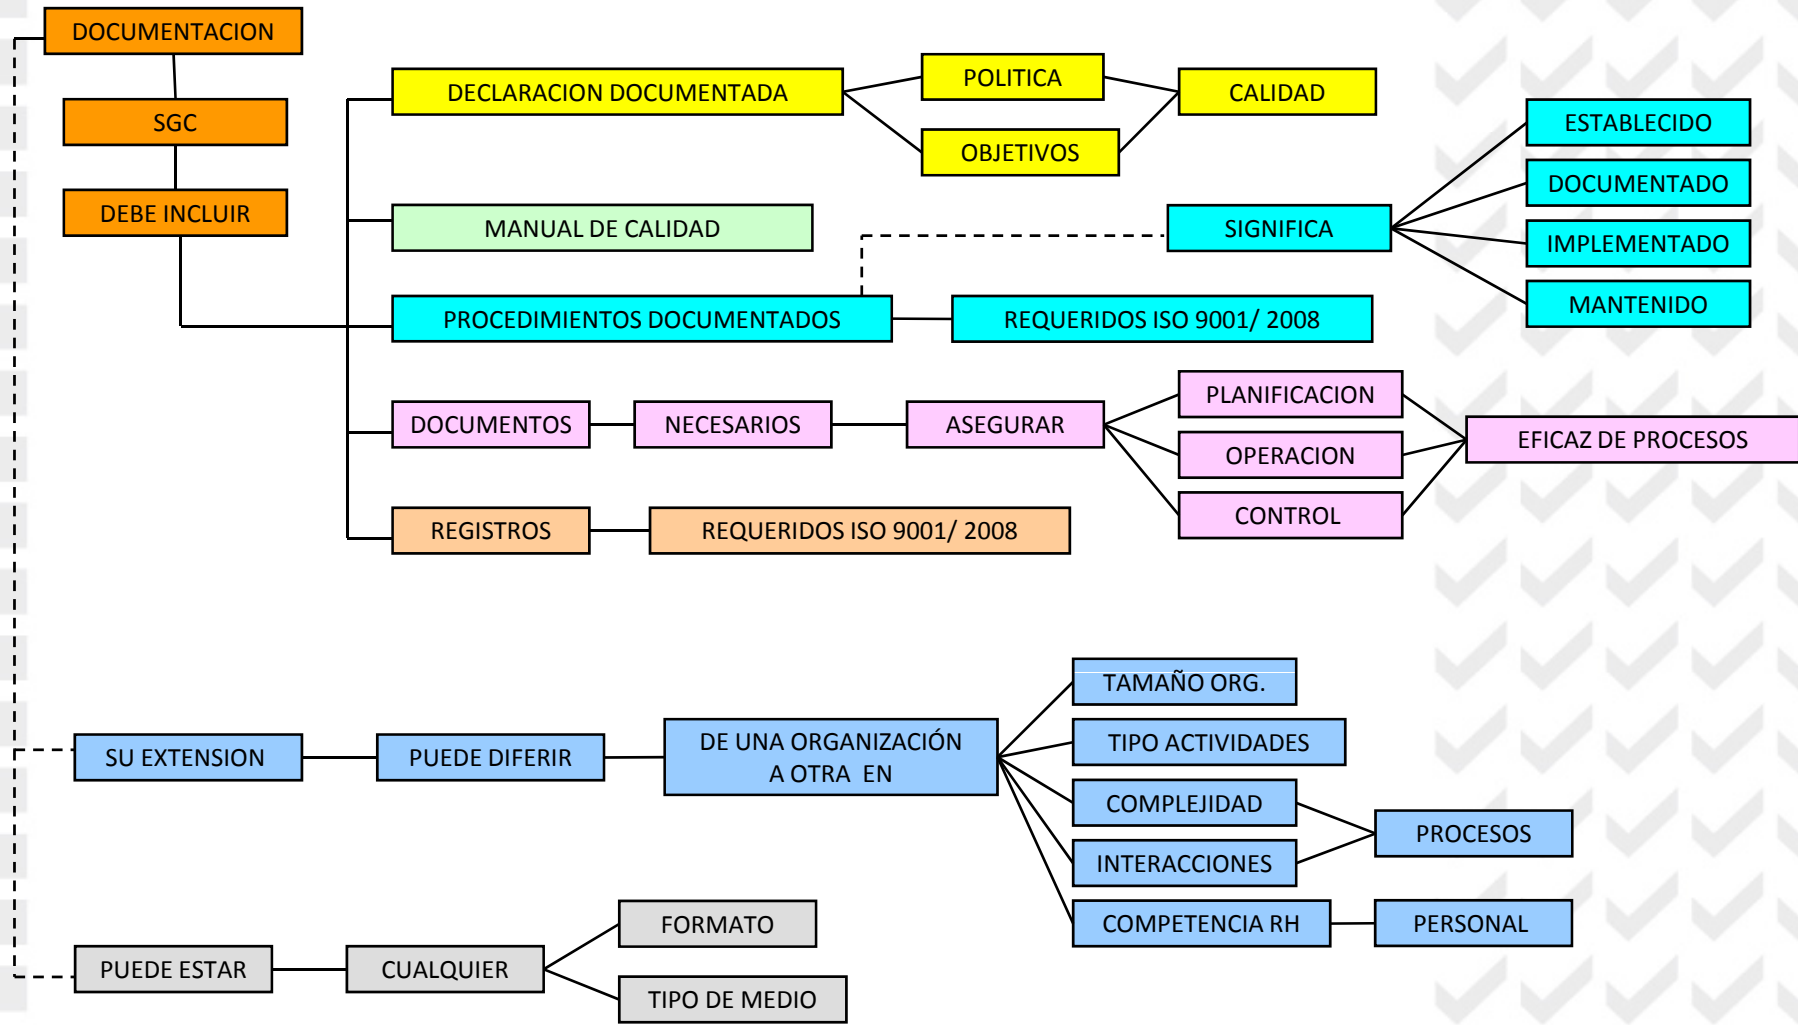 DOCUMENTACION
SGC
DEBE INCLUIR
DECLARACION DOCUMENTADA
POLITICA
OBJETIVOS
CALIDAD
MANUAL DE CALIDAD
SIGNIFICA
ESTABLECIDO
DOCUMENTADO
IMPLEMENTADO
MANTENIDO
PROCEDIMIENTOS DOCUMENTADOS
REQUERIDOS ISO 9001/ 2008
DOCUMENTOS
NECESARIOS
ASEGURAR
PLANIFICACION
OPERACION
CONTROL
EFICAZ DE PROCESOS
REGISTROS
REQUERIDOS ISO 9001/ 2008
SU EXTENSION
PUEDE DIFERIR
DE UNA ORGANIZACIÓN
A OTRA EN
TAMAÑO ORG.
TIPO ACTIVIDADES
COMPLEJIDAD
INTERACCIONES
PROCESOS
COMPETENCIA RH
PERSONAL
PUEDE ESTAR
CUALQUIER
FORMATO
TIPO DE MEDIO